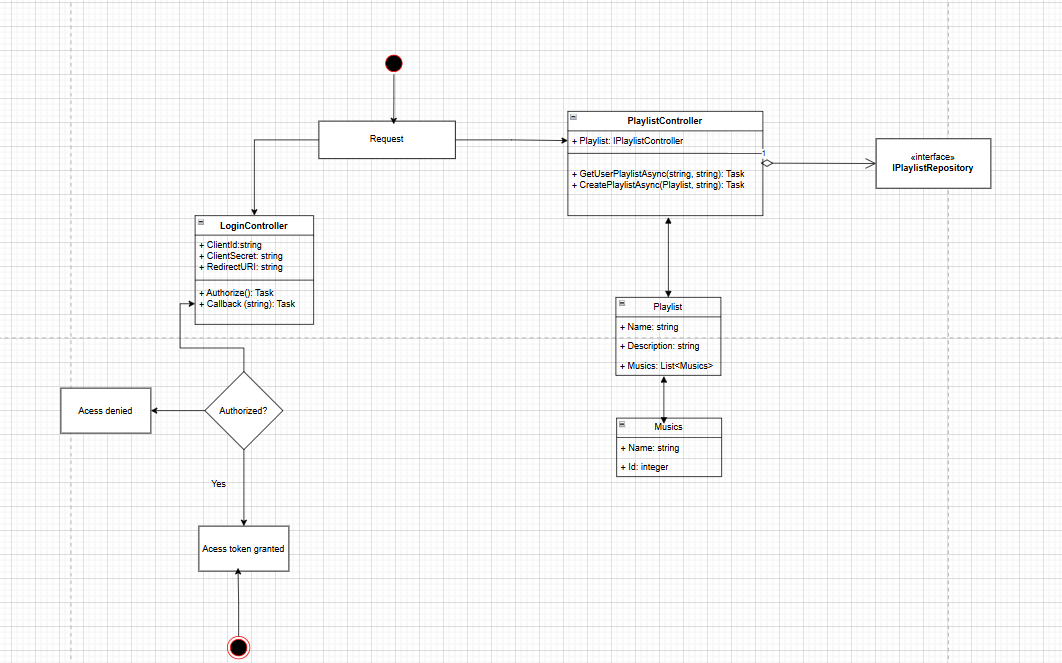 Request
PlaylistController
+ Playlist: IPlaylistController
+ GetUserPlaylistAsync(string, string): Task
+ CreatePlaylistAsync(Playlist, string): Task
1
«interface»
IPlaylistRepository
LoginController
+ ClientId:string
+ ClientSecret: string
+ RedirectURI: string
+ Authorize(): Task
+ Callback (string): Task
Playlist
+ Name: string
+ Description: string
+ Musics: List<Musics>
Musics
+ Name: string
+ Id: integer
Acess denied
Authorized?
Yes
Acess token granted